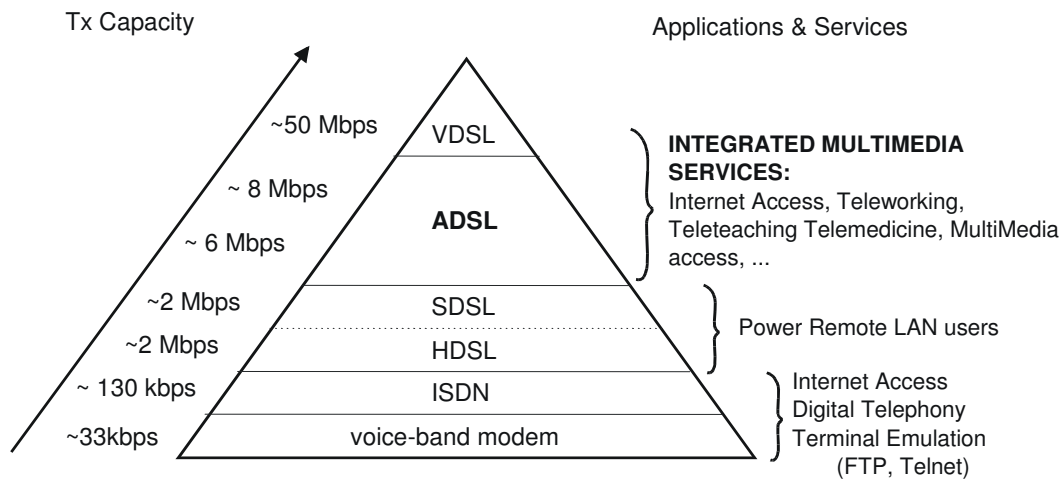 Tx Capacity
Applications & Services
~50 Mbps
~ 8 Mbps
~ 6 Mbps
~2 Mbps
~2 Mbps
~ 130 kbps
~33kbps
VDSL
ADSL
SDSL
HDSL
ISDN
voice-band modem
INTEGRATED MULTIMEDIA
SERVICES:
Internet Access, Teleworking,
Teleteaching Telemedicine, MultiMedia
access, ...
Power Remote LAN users
Internet Access
Digital Telephony
Terminal Emulation
(FTP, Telnet)